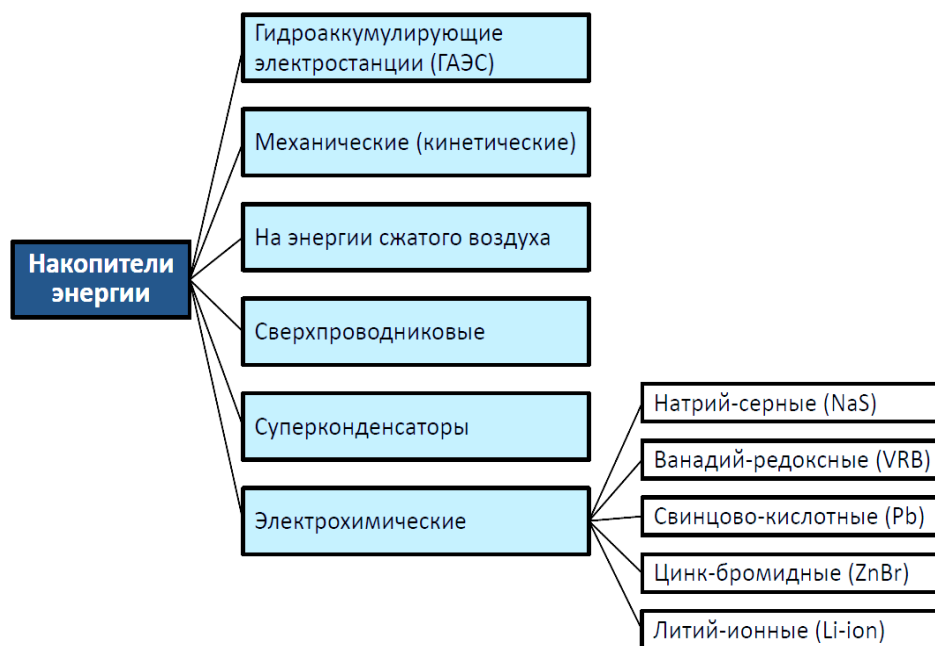 Накопители
энергии
Гидроаккумулирующие
электростанции (ГАЭС)
Механические (кинетические)
На энергии сжатого воздуха
Сверхпроводниковые
Суперконденсаторы
Электрохимические
Натрий-серные (NaS)
Ванадий-редоксные (VRB)
Свинцово-кислотные (Pb)
Цинк-бромидные (ZnBr)
Литий-ионные (Li-ion)